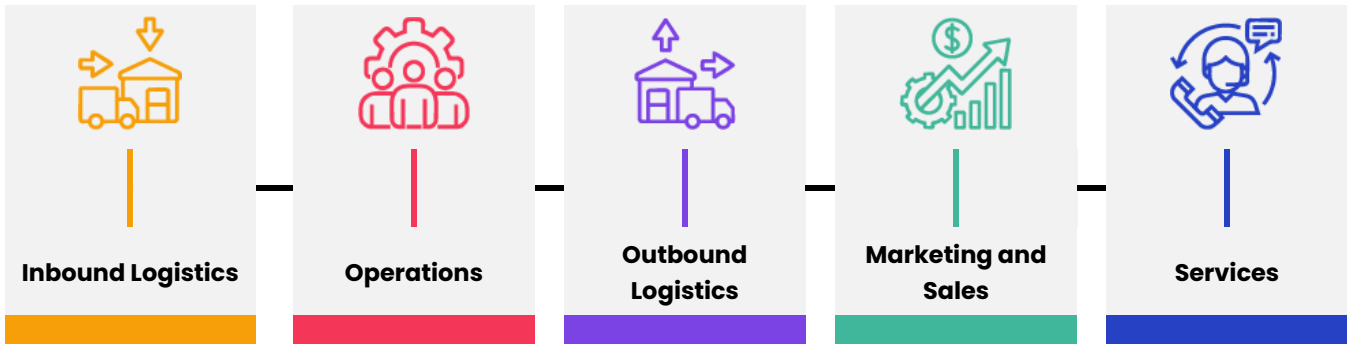 Inbound Logistics
Operations
Outbound
Logistics
Marketing and
Sales
Services
$